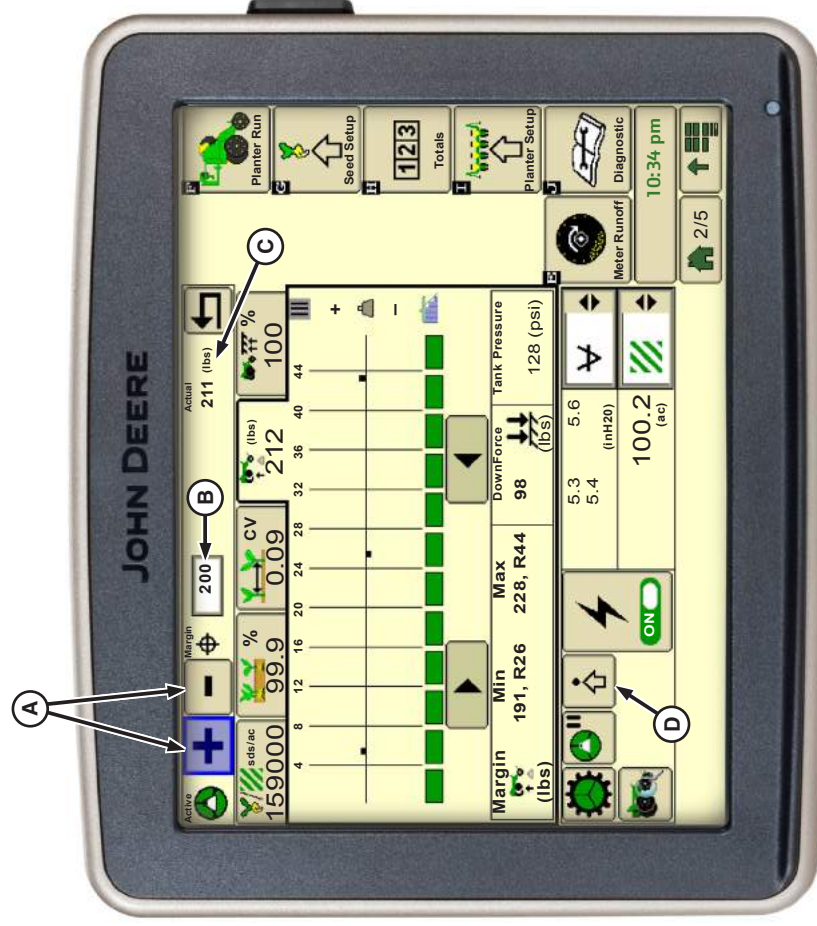 JOHN DEERE
A
B
C
D
Active
+
-
Margin
200
Actual
211 (lbs)
sds/ac
159000
%
99.9
CV
0.09
(lbs)
212
%
100
4 8 12 16 20 24 28 32 36 40 44
+
-
Margin
(lbs)
Min
191, R26
Max
228, R44
DownForce
98
(lbs)
Tank Pressure
128 (psi)
ON
5.3
5.4
5.6
(inH20)
100.2
(ac)
F
Planter Run
G
Seed Setup
H
123
Totals
I
Planter Setup
E
Meter Runoff
J
Diagnostic
10:34 pm
2/5